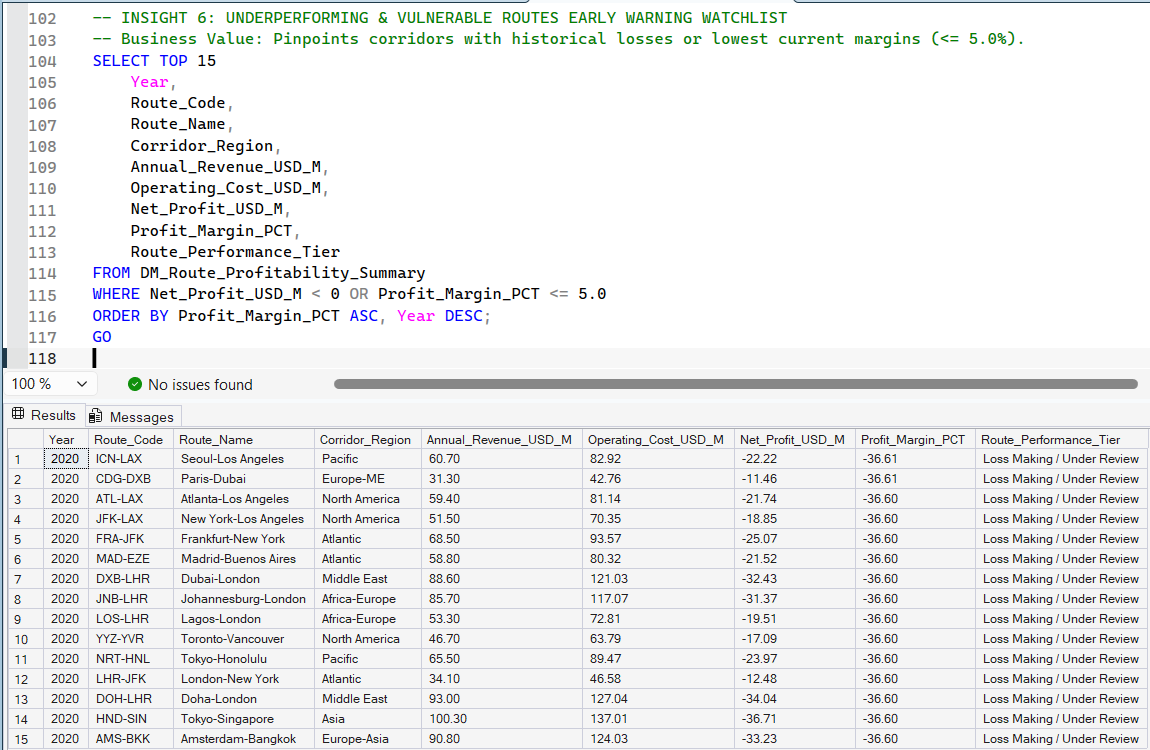 102 -- INSIGHT 6: UNDERPERFORMING & VULNERABLE ROUTES EARLY WARNING WATCHLIST
103 -- Business Value: Pinpoints corridors with historical losses or lowest current margins (<= 5.0%).
104 SELECT TOP 15
105 Year,
106 Route_Code,
107 Route_Name,
108 Corridor_Region,
109 Annual_Revenue_USD_M,
110 Operating_Cost_USD_M,
111 Net_Profit_USD_M,
112 Profit_Margin_PCT,
113 Route_Performance_Tier
114 FROM DM_Route_Profitability_Summary
115 WHERE Net_Profit_USD_M < 0 OR Profit_Margin_PCT <= 5.0
116 ORDER BY Profit_Margin_PCT ASC, Year DESC;
117 GO
118
100 % No issues found
Results Messages
Year Route_Code Route_Name Corridor_Region Annual_Revenue_USD_M Operating_Cost_USD_M Net_Profit_USD_M Profit_Margin_PCT Route_Performance_Tier
1 2020 ICN-LAX Seoul-Los Angeles Pacific 60.70 82.92 -22.22 -36.61 Loss Making / Under Review
2 2020 CDG-DXB Paris-Dubai Europe-ME 31.30 42.76 -11.46 -36.61 Loss Making / Under Review
3 2020 ATL-LAX Atlanta-Los Angeles North America 59.40 81.14 -21.74 -36.60 Loss Making / Under Review
4 2020 JFK-LAX New York-Los Angeles North America 51.50 70.35 -18.85 -36.60 Loss Making / Under Review
5 2020 FRA-JFK Frankfurt-New York Atlantic 68.50 93.57 -25.07 -36.60 Loss Making / Under Review
6 2020 MAD-EZE Madrid-Buenos Aires Atlantic 58.80 80.32 -21.52 -36.60 Loss Making / Under Review
7 2020 DXB-LHR Dubai-London Middle East 88.60 121.03 -32.43 -36.60 Loss Making / Under Review
8 2020 JNB-LHR Johannesburg-London Africa-Europe 85.70 117.07 -31.37 -36.60 Loss Making / Under Review
9 2020 LOS-LHR Lagos-London Africa-Europe 53.30 72.81 -19.51 -36.60 Loss Making / Under Review
10 2020 YYZ-YVR Toronto-Vancouver North America 46.70 63.79 -17.09 -36.60 Loss Making / Under Review
11 2020 NRT-HNL Tokyo-Honolulu Pacific 65.50 89.47 -23.97 -36.60 Loss Making / Under Review
12 2020 LHR-JFK London-New York Atlantic 34.10 46.58 -12.48 -36.60 Loss Making / Under Review
13 2020 DOH-LHR Doha-London Middle East 93.00 127.04 -34.04 -36.60 Loss Making / Under Review
14 2020 HND-SIN Tokyo-Singapore Asia 100.30 137.01 -36.71 -36.60 Loss Making / Under Review
15 2020 AMS-BKK Amsterdam-Bangkok Europe-Asia 90.80 124.03 -33.23 -36.60 Loss Making / Under Review